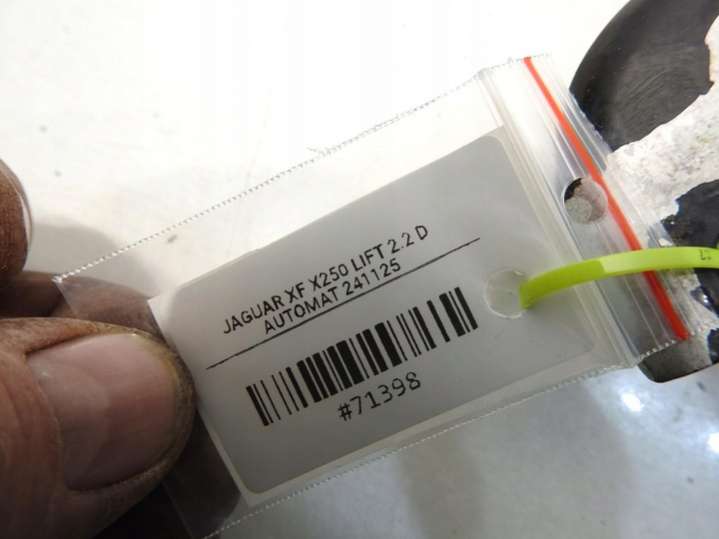 JAGUAR XF X250 LIFT 2.2 D
AUTOMAT 241125
#71398